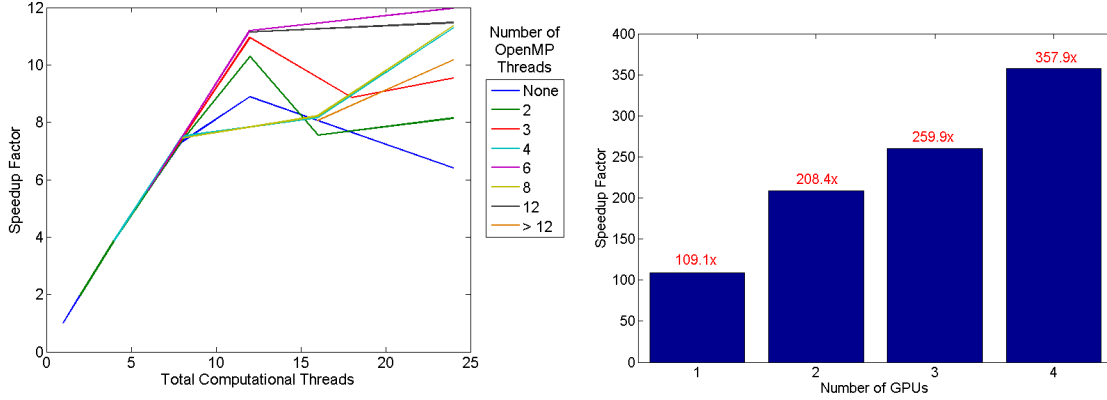 12
10
8
6
4
2
0
Speedup Factor
0 5 10 15 20 25
Total Computational Threads
Number of
OpenMP
Threads
None
2
3
4
6
8
12
> 12
400
350
300
250
200
150
100
50
0
Speedup Factor
109.1x
208.4x
259.9x
357.9x
1 2 3 4
Number of GPUs